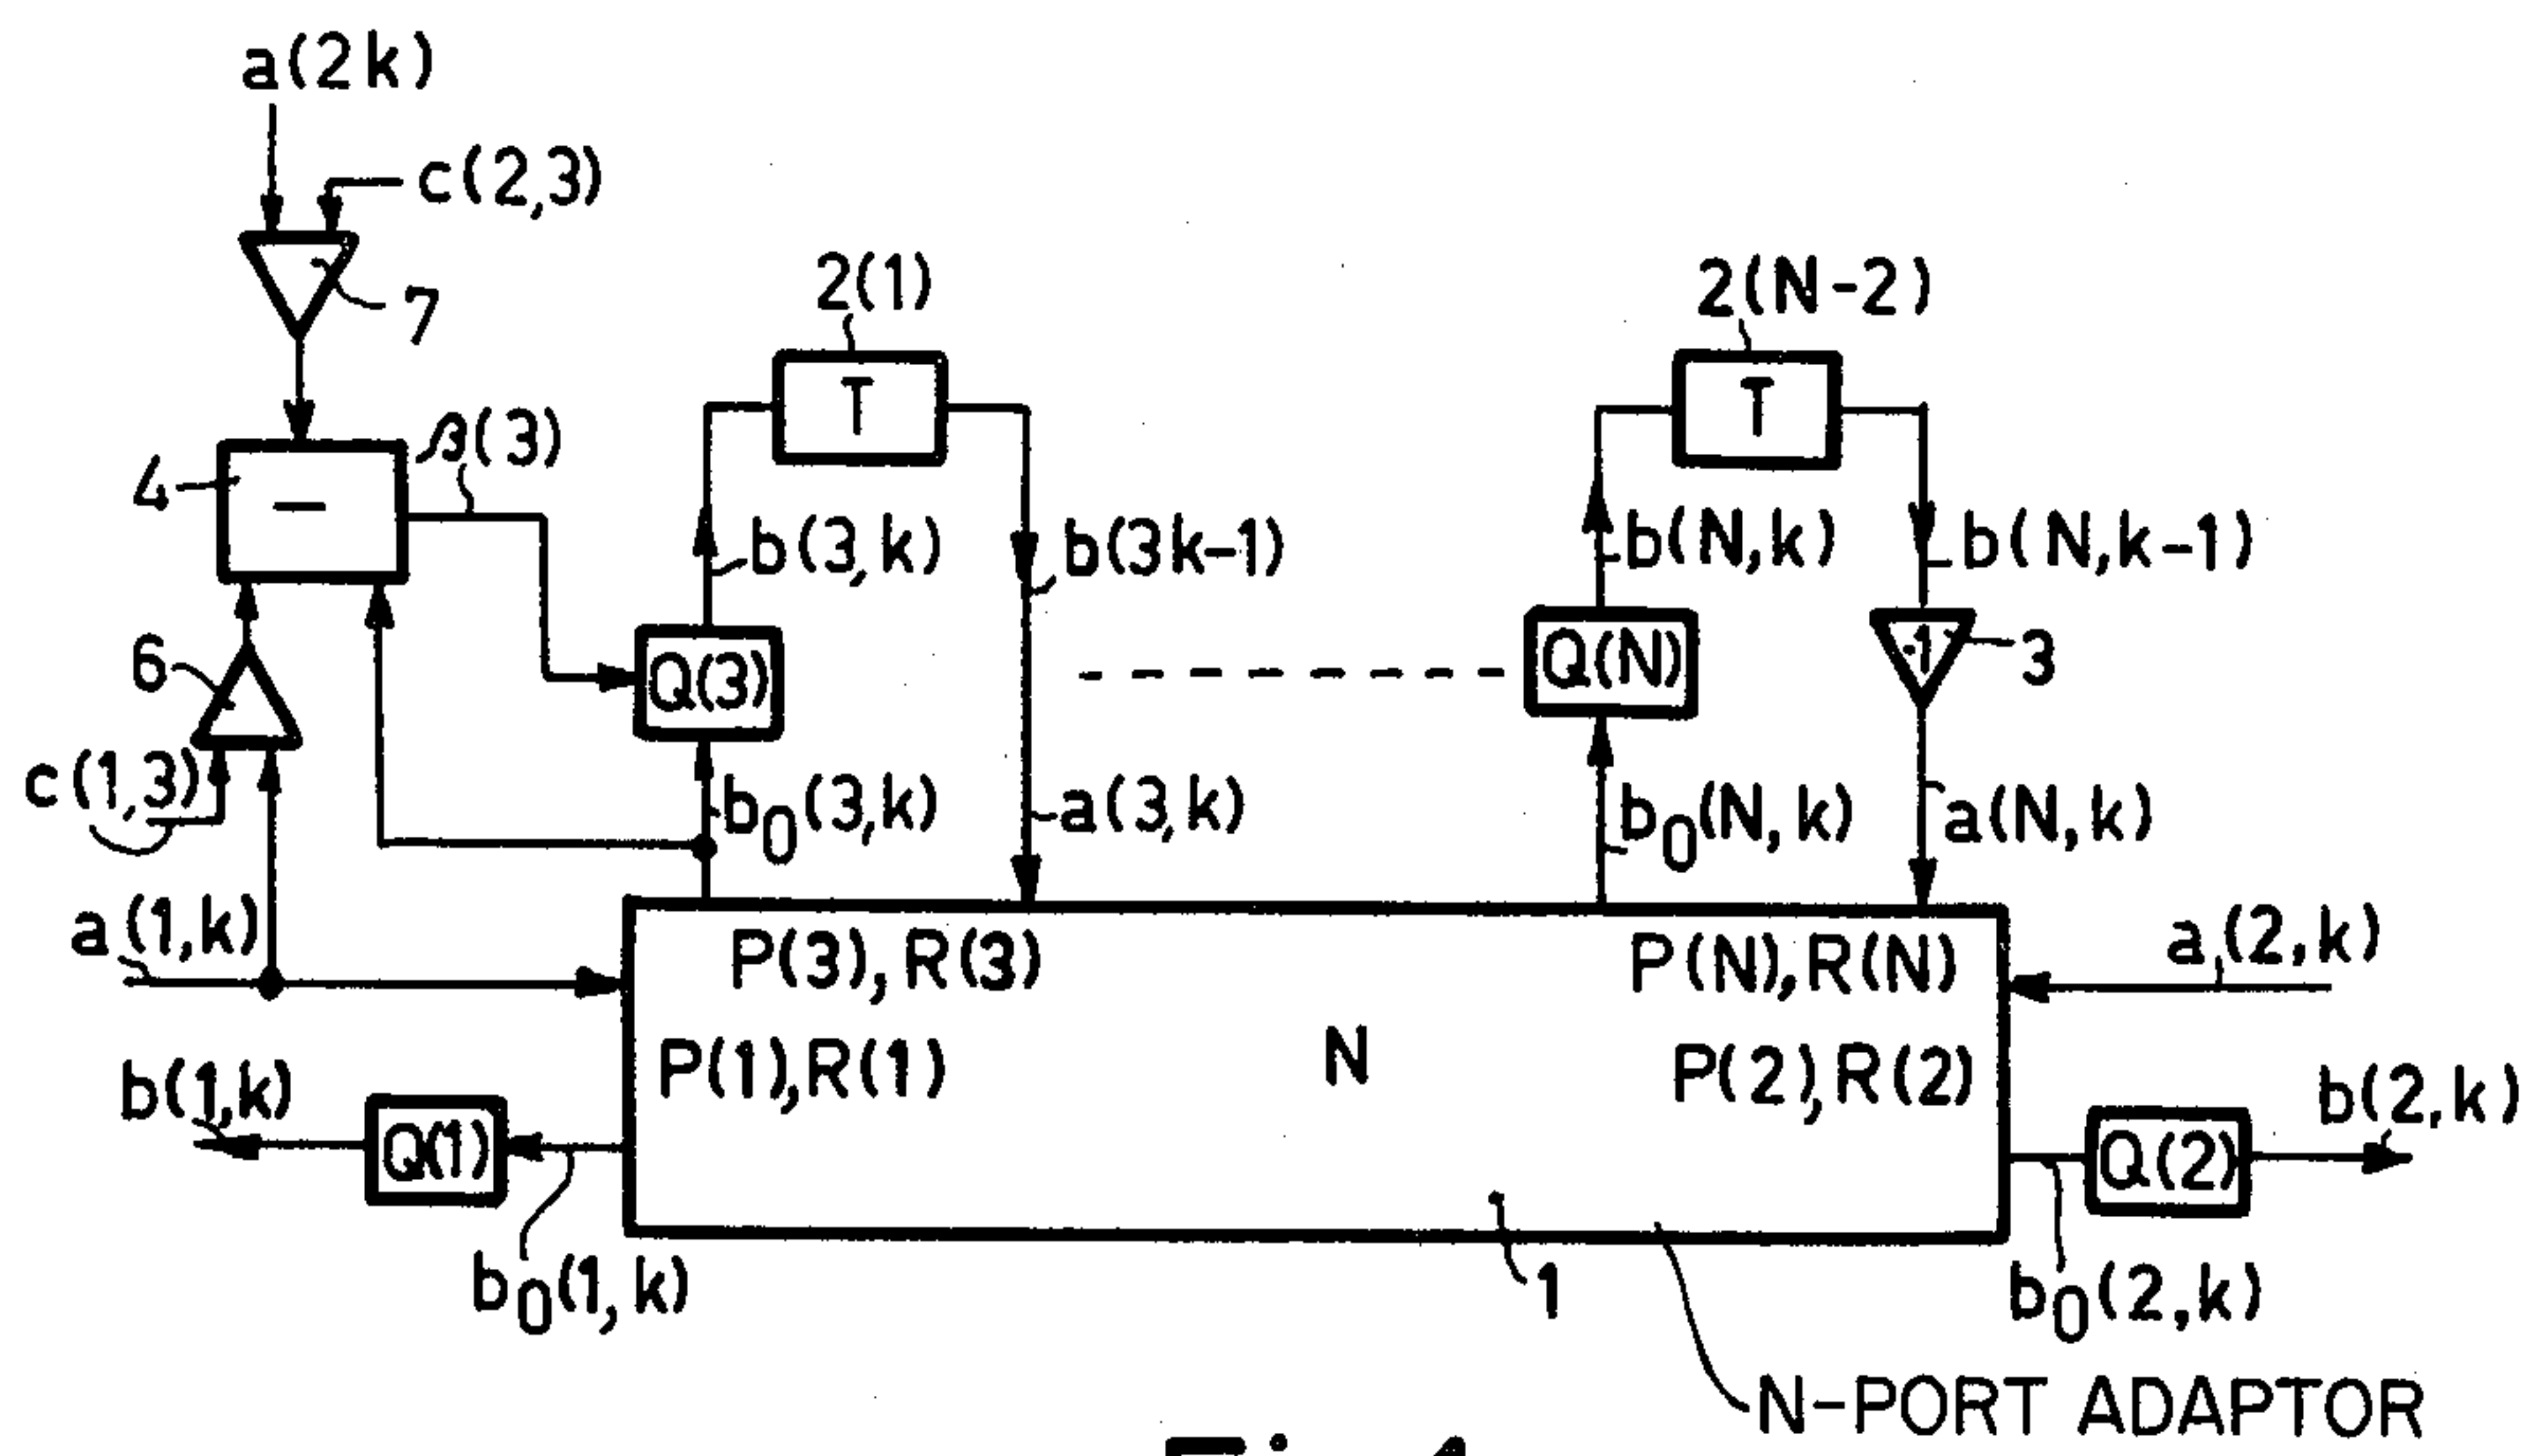 a(2k)
c(2,3)
7
2(1)
2(N-2)
T
T
β(3)
4
−
b(3,k)
b(3k-1)
b(N,k)
b(N,k-1)
6
Q(3)
Q(N)
-1
3
c(1,3)
b0(3,k)
a(3,k)
b0(N,k)
a(N,k)
a(1,k)
P(3),R(3)
P(N),R(N)
a(2,k)
N
P(1),R(1)
P(2),R(2)
b(1,k)
b(2,k)
Q(1)
Q(2)
b0(1,k)
1
b0(2,k)
N-PORT ADAPTOR